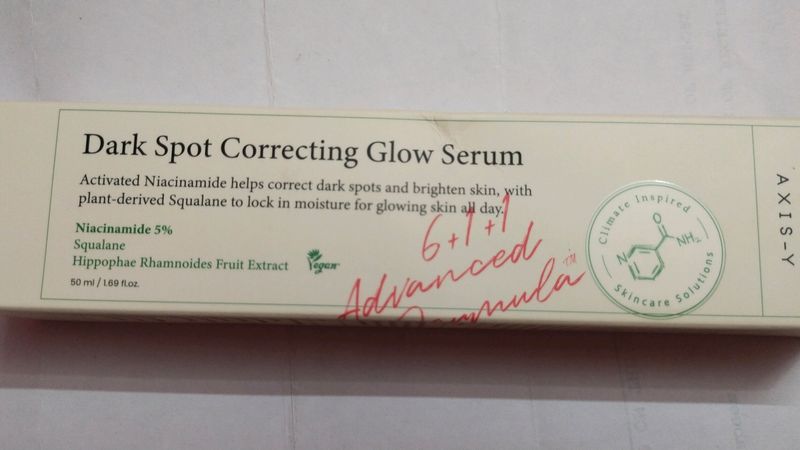 Dark Spot Correcting Glow Serum
Activated Niacinamide helps correct dark spots and brighten skin, with
plant-derived Squalane to lock in moisture for glowing skin all day.
Niacinamide 5%
Squalane
Hippophae Rhamnoides Fruit Extract
Vegan
50 ml / 1.69 fl.oz.
6+1+1
Advanced
Formula™
Climate Inspired
O
NH₂
N
Skincare Solutions
AXIS-Y